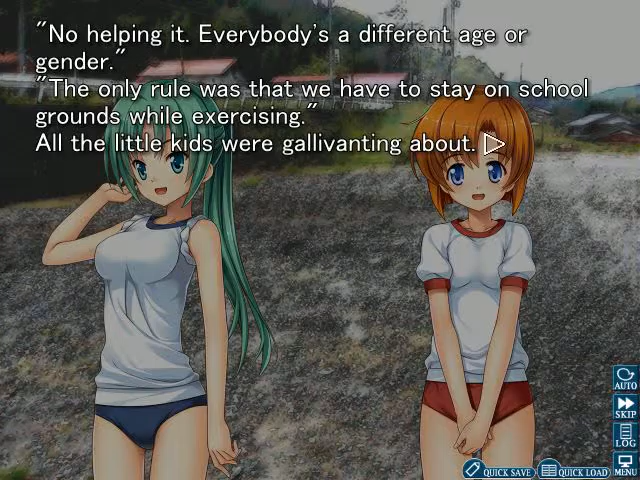 "No helping it. Everybody's a different age or
gender."
"The only rule was that we have to stay on school
grounds while exercising."
All the little kids were gallivanting about.
AUTO
SKIP
LOG
MENU
QUICK SAVE
QUICK LOAD